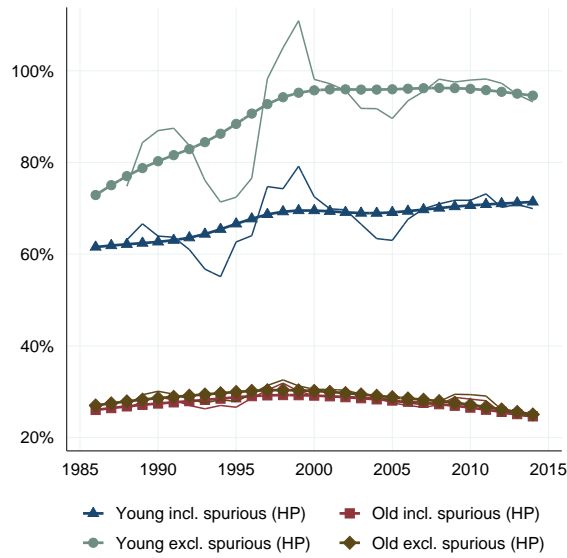 100%
80%
60%
40%
20%
1985 1990 1995 2000 2005 2010 2015
Young incl. spurious (HP) Old incl. spurious (HP)
Young excl. spurious (HP) Old excl. spurious (HP)